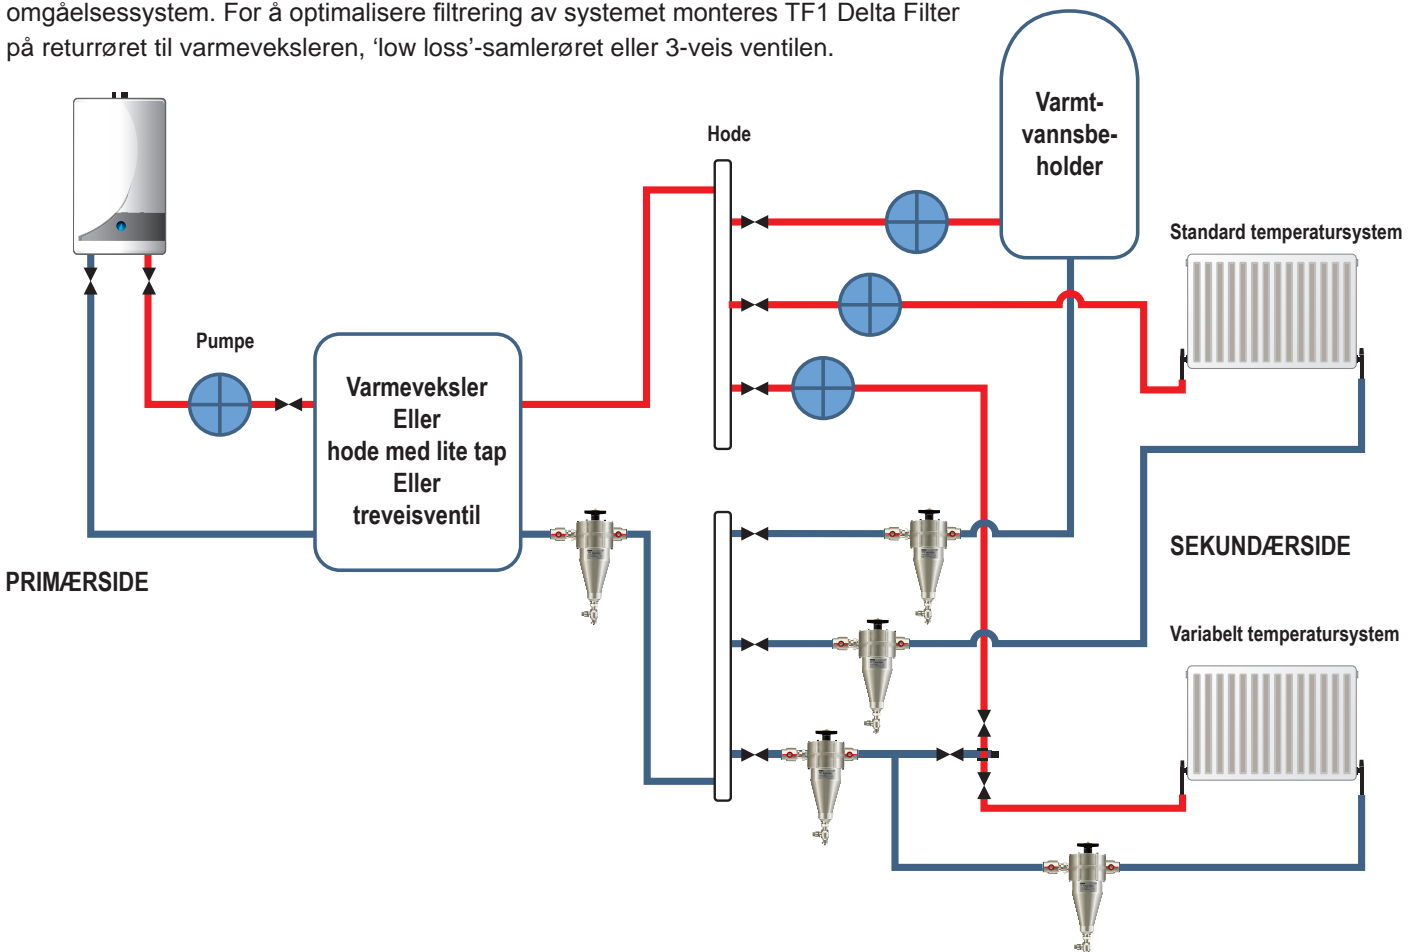 omgåelsessystem. For å optimalisere filtrering av systemet monteres TF1 Delta Filter
på returrøret til varmeveksleren, ‘low loss’-samlerøret eller 3-veis ventilen.
Varmt-
vannsbe-
holder
Hode
Standard temperatursystem
Pumpe
Varmeveksler
Eller
hode med lite tap
Eller
treveisventil
SEKUNDÆRSIDE
PRIMÆRSIDE
Variabelt temperatursystem